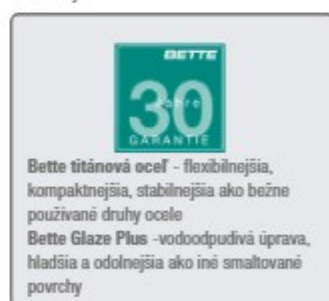 BETTE
30
Jahre
GARANTIE
Bette titánová oceľ - flexibilnejšia,
kompaktnejšia, stabilnejšia ako bežne
použivané druhy ocele
Bette Glaze Plus -vodoodpudivá úprava,
hladšia a odolnejšia ako iné smaltované
povrchy